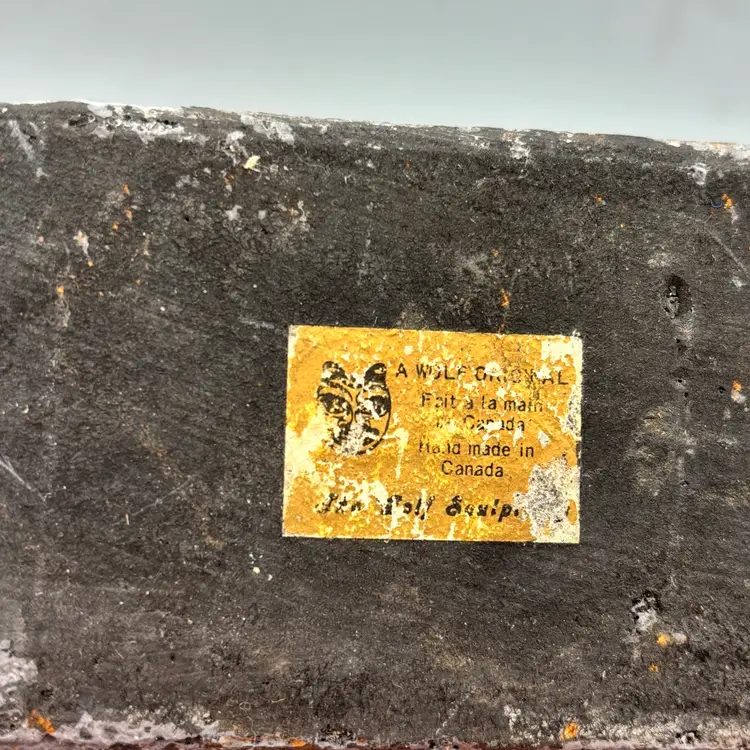 A WOLF ORIGINAL
Fait à la main
Canada
Hand made in
Canada
Wolf